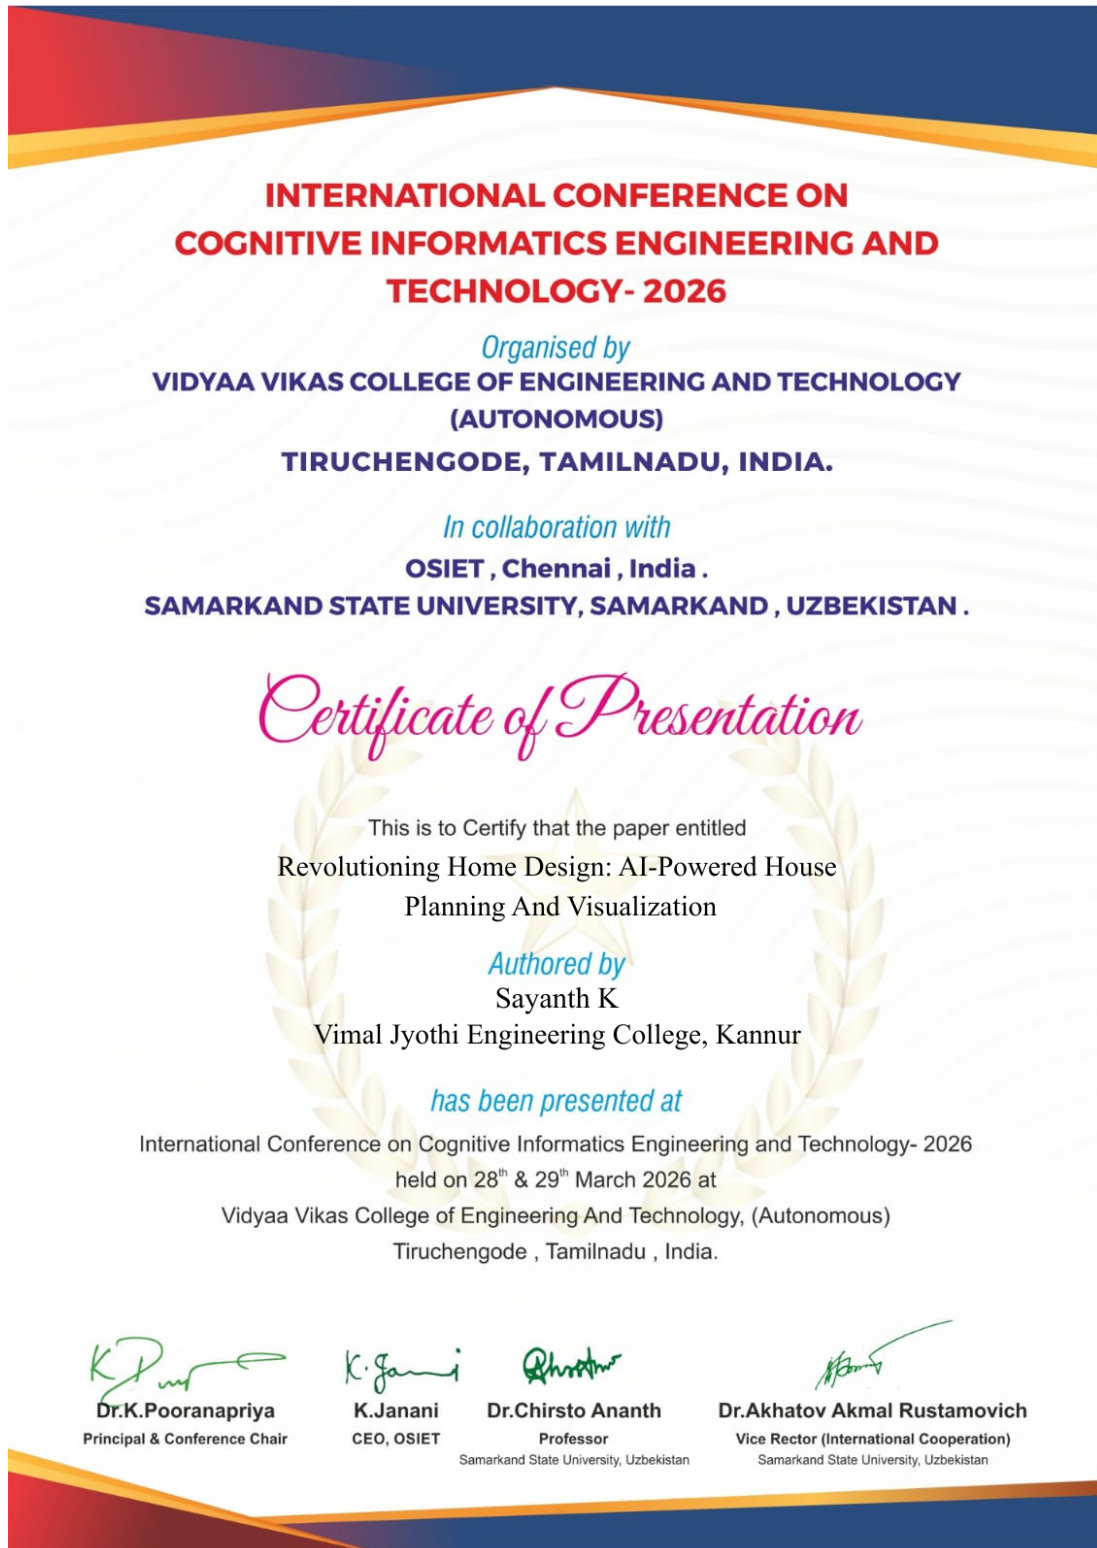 INTERNATIONAL CONFERENCE ON
COGNITIVE INFORMATICS ENGINEERING AND
TECHNOLOGY- 2026
Organised by
VIDYAA VIKAS COLLEGE OF ENGINEERING AND TECHNOLOGY
(AUTONOMOUS)
TIRUCHENGODE, TAMILNADU, INDIA.
In collaboration with
OSIET , Chennai , India .
SAMARKAND STATE UNIVERSITY, SAMARKAND , UZBEKISTAN .
Certificate of Presentation
This is to Certify that the paper entitled
Revolutioning Home Design: AI-Powered House
Planning And Visualization
Authored by
Sayanth K
Vimal Jyothi Engineering College, Kannur
has been presented at
International Conference on Cognitive Informatics Engineering and Technology- 2026
held on 28th & 29th March 2026 at
Vidyaa Vikas College of Engineering And Technology, (Autonomous)
Tiruchengode , Tamilnadu , India.
K. Janani
Dr.K.Pooranapriya K.Janani Dr.Chirsto Ananth Dr.Akhatov Akmal Rustamovich
Principal & Conference Chair CEO, OSIET Professor Vice Rector (International Cooperation)
Samarkand State University, Uzbekistan Samarkand State University, Uzbekistan